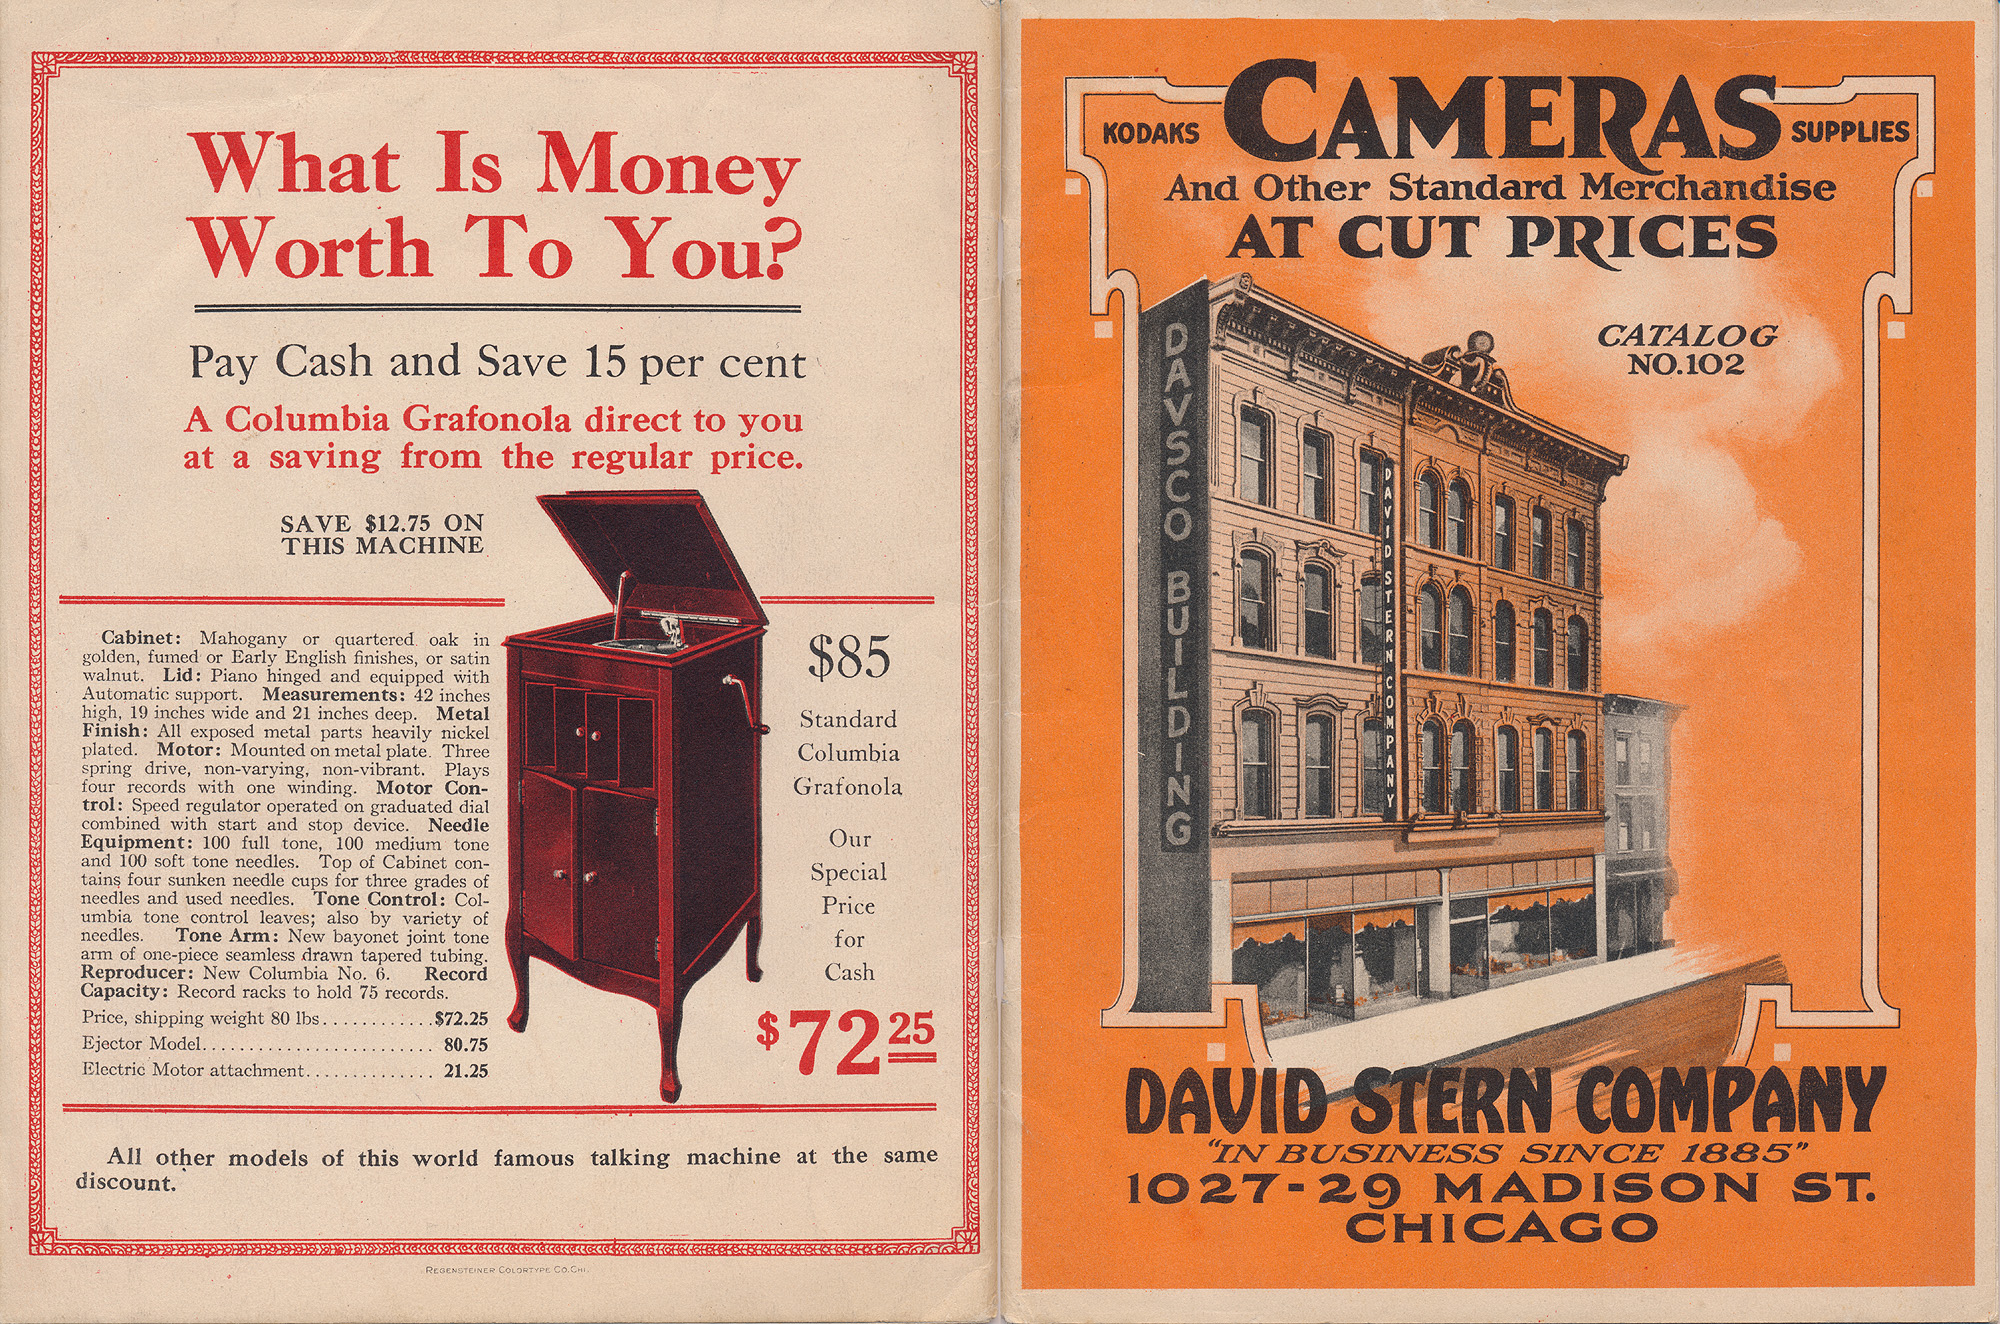 What Is Money
Worth To You?
Pay Cash and Save 15 per cent
A Columbia Grafonola direct to you
at a saving from the regular price.
SAVE $12.75 ON
THIS MACHINE
Cabinet: Mahogany or quartered oak in
golden, fumed or Early English finishes, or satin
walnut. Lid: Piano hinged and equipped with
Automatic support. Measurements: 42 inches
high, 19 inches wide and 21 inches deep. Metal
Finish: All exposed metal parts heavily nickel
plated. Motor: Mounted on metal plate. Three
spring drive, non-varying, non-vibrant. Plays
four records with one winding. Motor Con-
trol: Speed regulator operated on graduated dial
combined with start and stop device. Needle
Equipment: 100 full tone, 100 medium tone
and 100 soft tone needles. Top of Cabinet con-
tains four sunken needle cups for three grades of
needles and used needles. Tone Control: Col-
umbia tone control leaves; also by variety of
needles. Tone Arm: New bayonet joint tone
arm of one-piece seamless drawn tapered tubing.
Reproducer: New Columbia No. 6. Record
Capacity: Record racks to hold 75 records.
Price, shipping weight 80 lbs............$72.25
Ejector Model........................ 80.75
Electric Motor attachment............. 21.25
$85
Standard
Columbia
Grafonola
Our
Special
Price
for
Cash
$72 25
All other models of this world famous talking machine at the same
discount.
REGENSTEINER COLORTYPE CO. CHI.
KODAKS CAMERAS SUPPLIES
And Other Standard Merchandise
AT CUT PRICES
CATALOG
NO.102
DAVSCO BUILDING
DAVID STERN COMPANY
DAVID STERN COMPANY
"IN BUSINESS SINCE 1885"
1027-29 MADISON ST.
CHICAGO